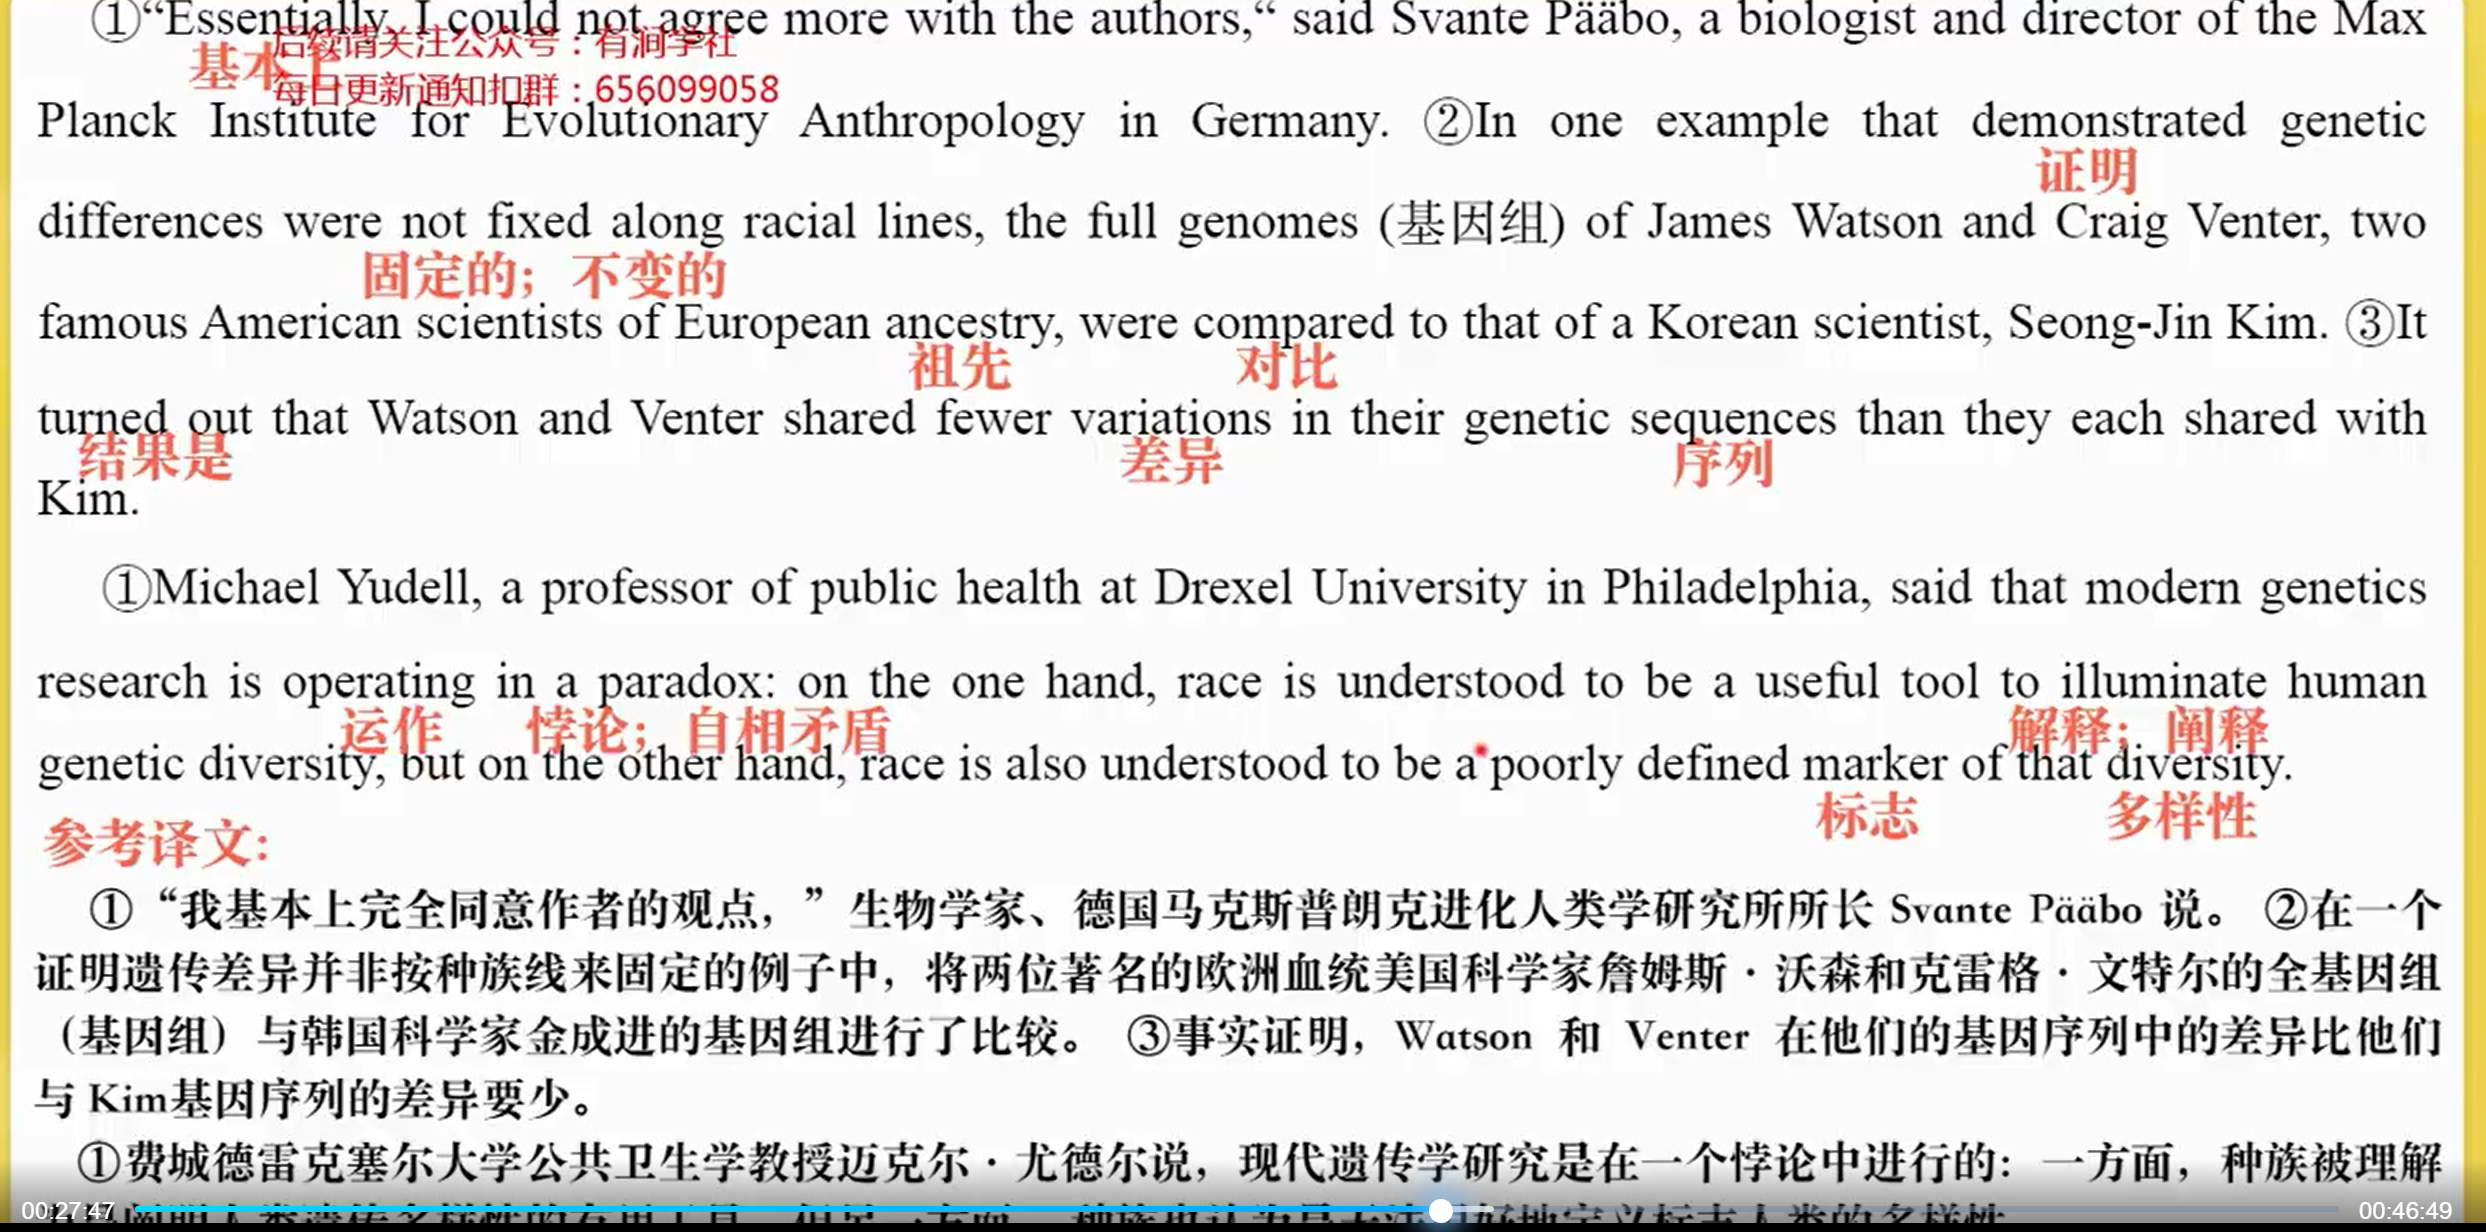 ①“Essentially, I could not agree more with the authors,“ said Svante Pääbo, a biologist and director of the Max
后续请关注公众号：有涧学社
基本上
每日更新通知扣群：656099058
Planck Institute for Evolutionary Anthropology in Germany. ②In one example that demonstrated genetic
证明
differences were not fixed along racial lines, the full genomes (基因组) of James Watson and Craig Venter, two
固定的；不变的
famous American scientists of European ancestry, were compared to that of a Korean scientist, Seong-Jin Kim. ③It
祖先 对比
turned out that Watson and Venter shared fewer variations in their genetic sequences than they each shared with
结果是 差异 序列
Kim.
①Michael Yudell, a professor of public health at Drexel University in Philadelphia, said that modern genetics
research is operating in a paradox: on the one hand, race is understood to be a useful tool to illuminate human
运作 悖论；自相矛盾 解释；阐释
genetic diversity, but on the other hand, race is also understood to be a poorly defined marker of that diversity.
标志 多样性
参考译文：
①“我基本上完全同意作者的观点，”生物学家、德国马克斯普朗克进化人类学研究所所长 Svante Pääbo 说。 ②在一个
证明遗传差异并非按种族线来固定的例子中，将两位著名的欧洲血统美国科学家詹姆斯·沃森和克雷格·文特尔的全基因组
（基因组）与韩国科学家金成进的基因组进行了比较。 ③事实证明，Watson 和 Venter 在他们的基因序列中的差异比他们
与 Kim基因序列的差异要少。
①费城德雷克塞尔大学公共卫生学教授迈克尔·尤德尔说，现代遗传学研究是在一个悖论中进行的：一方面，种族被理解
00:27:47 00:46:49